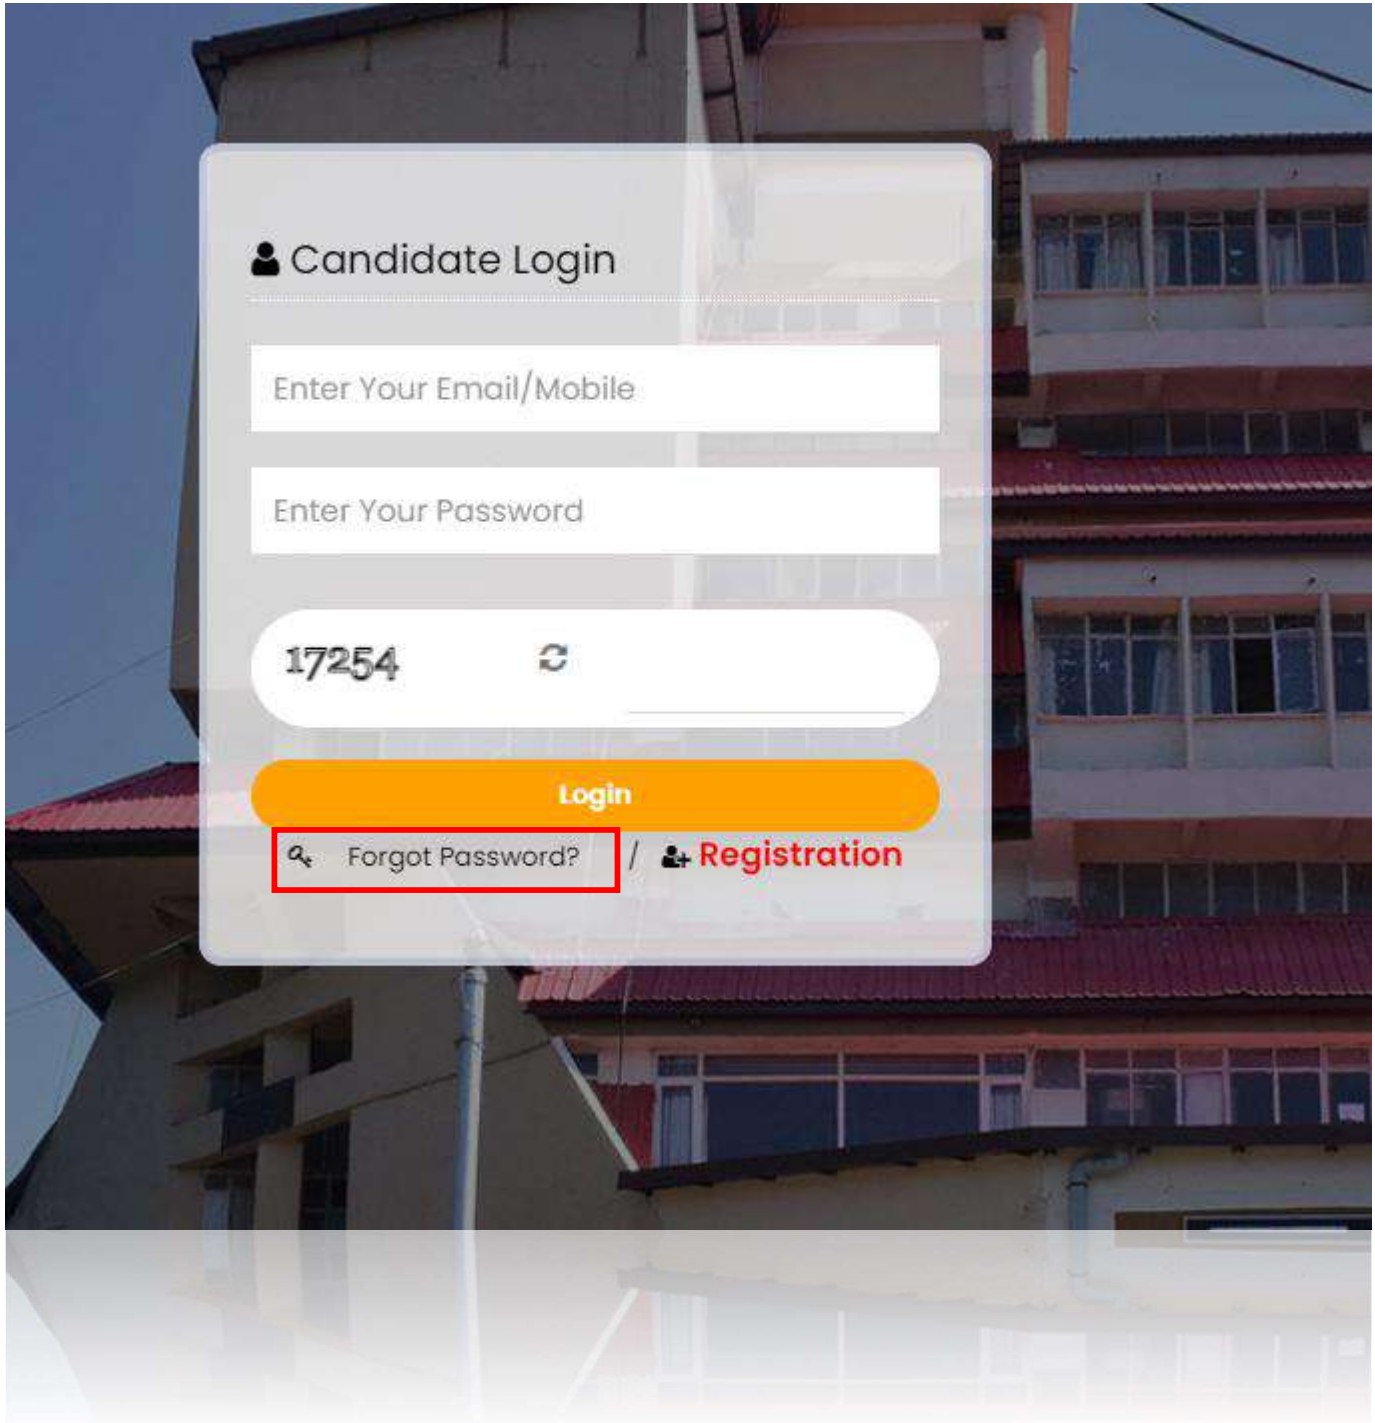 Candidate Login
Enter Your Email/Mobile
Enter Your Password
17254
Login
Forgot Password? / Registration